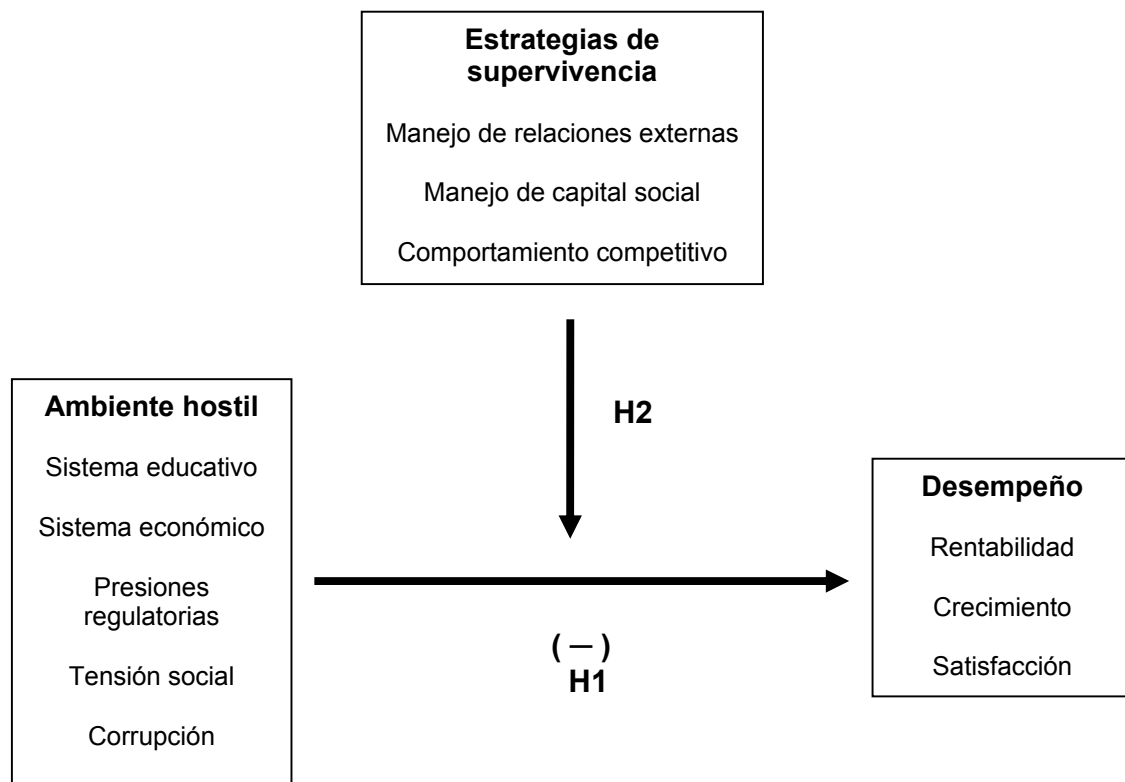 Estrategias de
supervivencia
Manejo de relaciones externas
Manejo de capital social
Comportamiento competitivo
H2
Ambiente hostil
Sistema educativo
Sistema económico
Presiones
regulatorias
Tensión social
Corrupción
( — )
H1
Desempeño
Rentabilidad
Crecimiento
Satisfacción